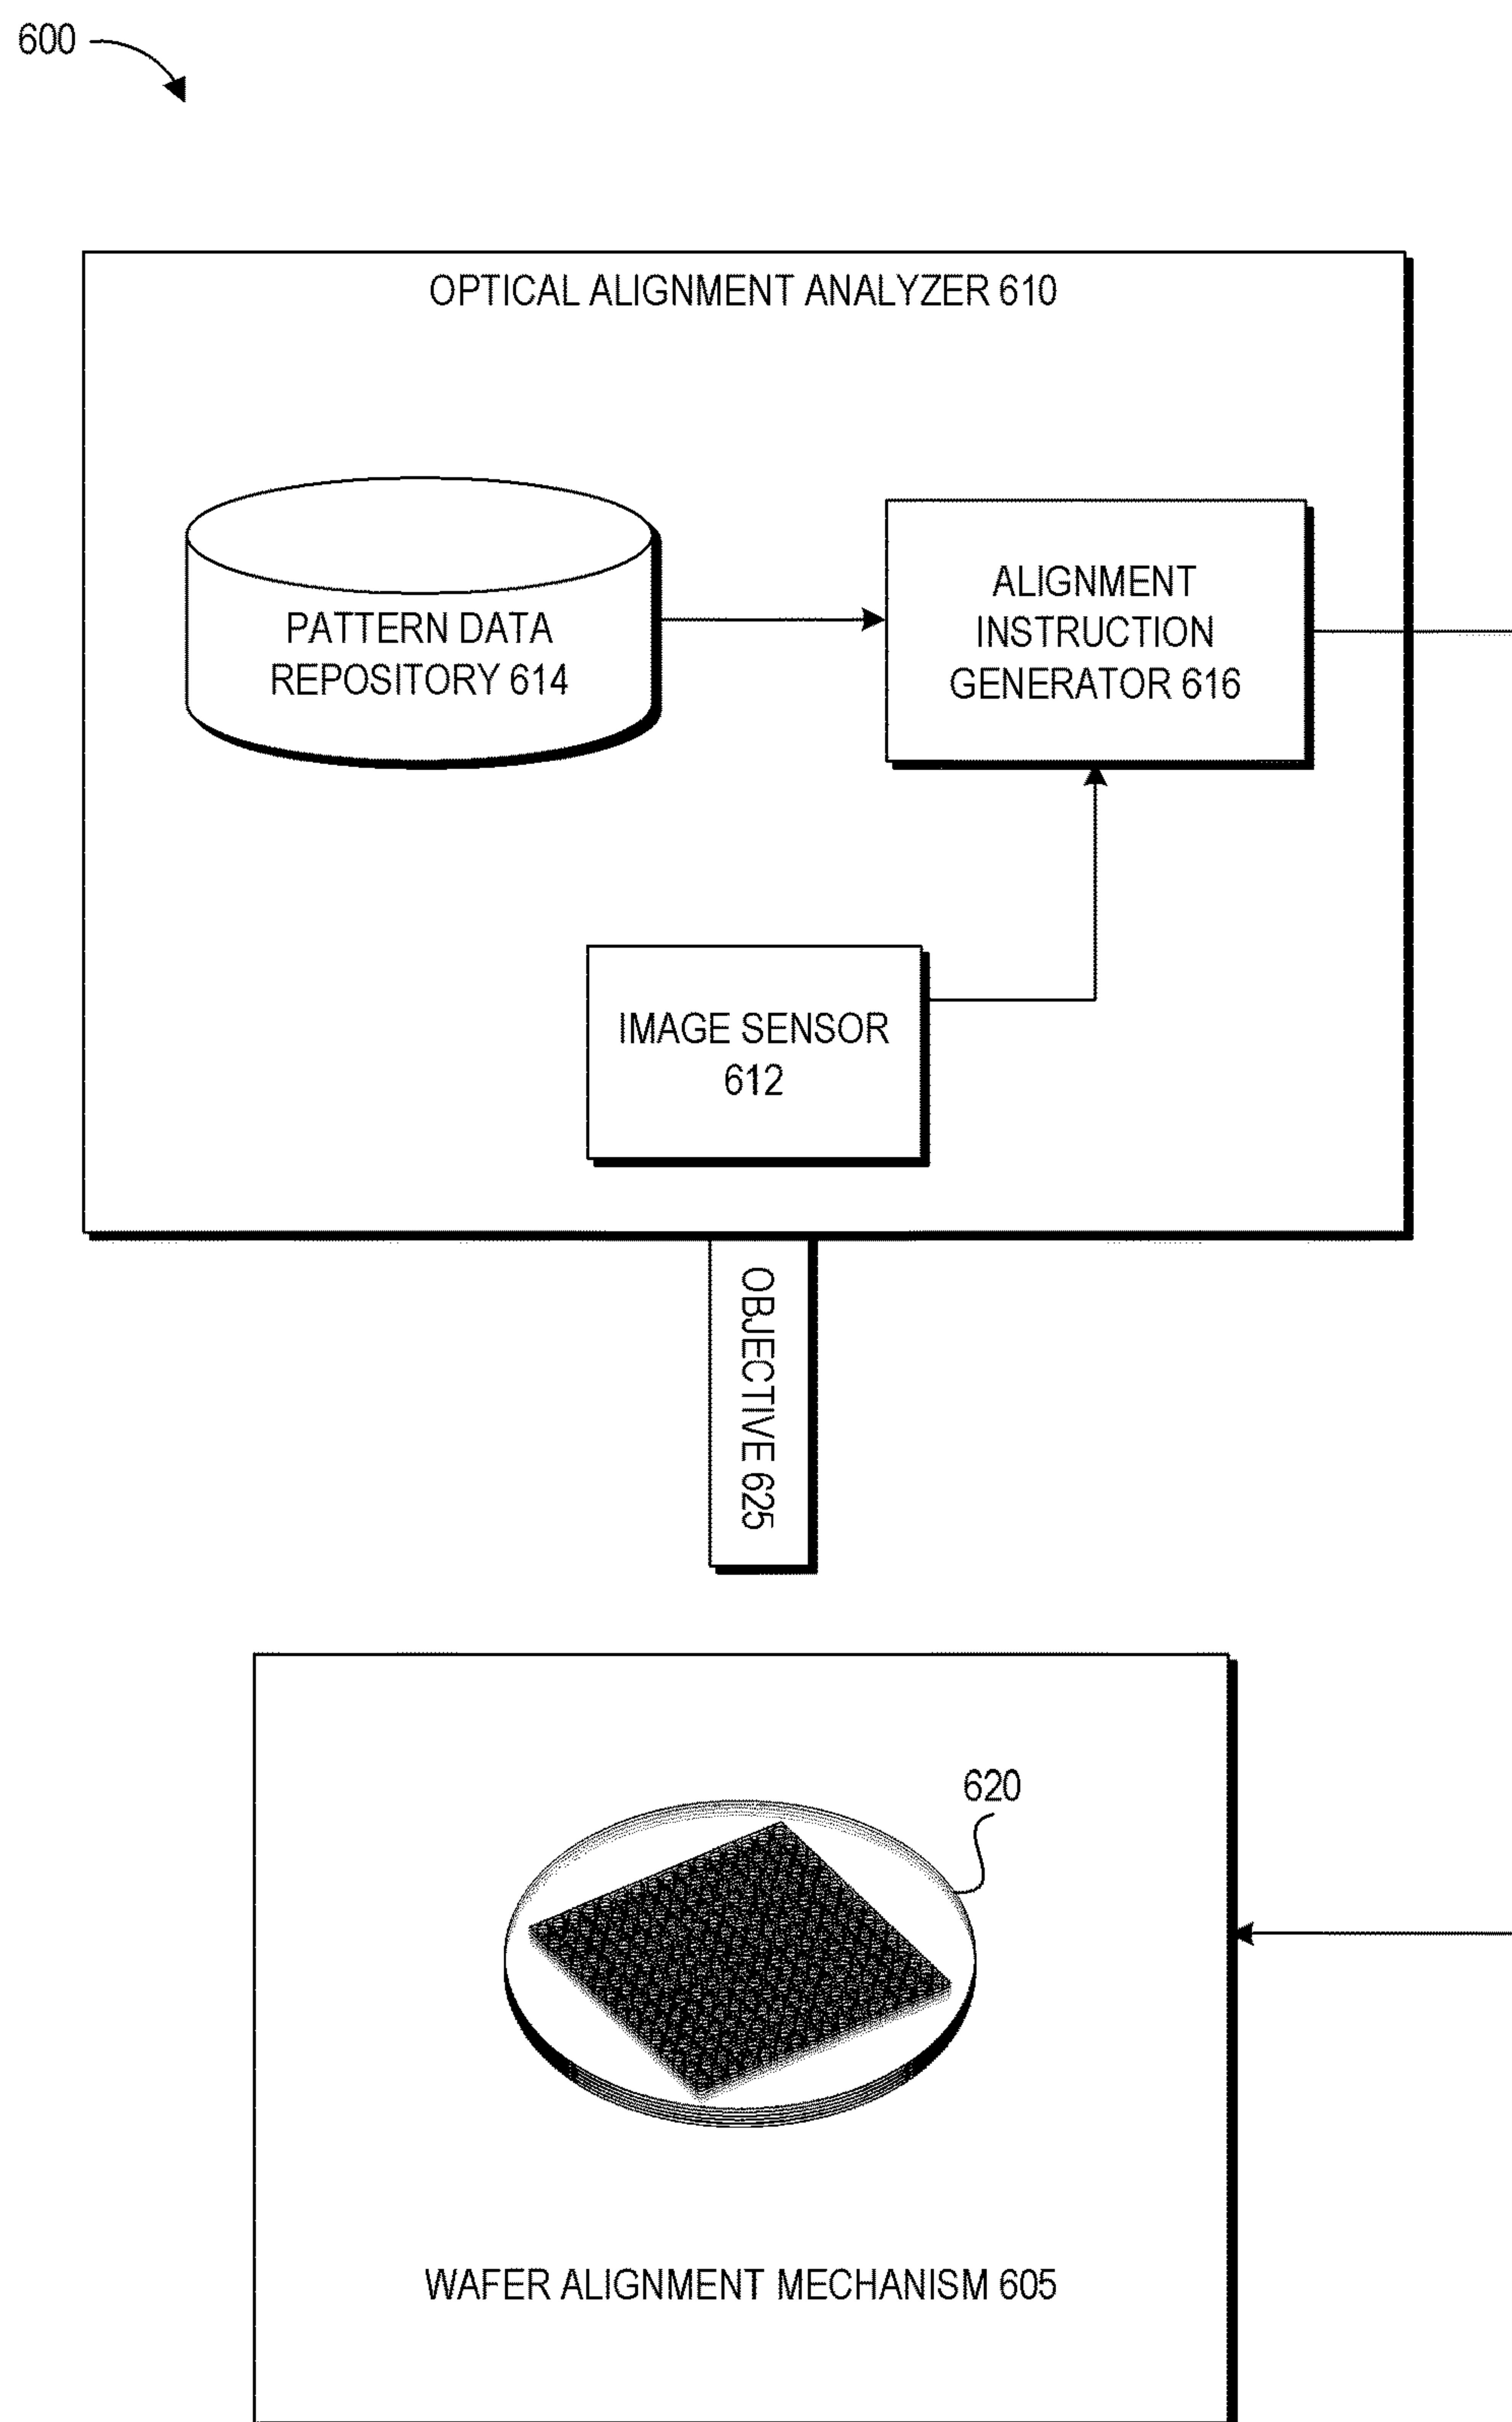 600
OPTICAL ALIGNMENT ANALYZER 610
PATTERN DATA
REPOSITORY 614
ALIGNMENT
INSTRUCTION
GENERATOR 616
IMAGE SENSOR
612
OBJECTIVE 625
620
WAFER ALIGNMENT MECHANISM 605